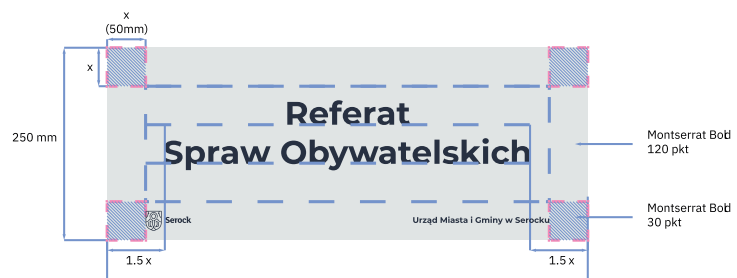 x
(50mm)
x
Referat
Spraw Obywatelskich
250 mm
Montserrat Bold
120 pkt
Montserrat Bold
30 pkt
Serock
Urząd Miasta i Gminy w Serocku
1.5 x
1.5 x